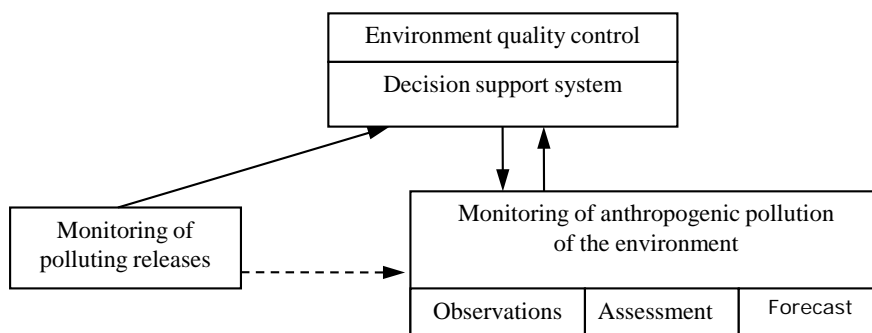 Environment quality control
Decision support system
Monitoring of
polluting releases
Monitoring of anthropogenic pollution
of the environment
Observations
Assessment
Forecast